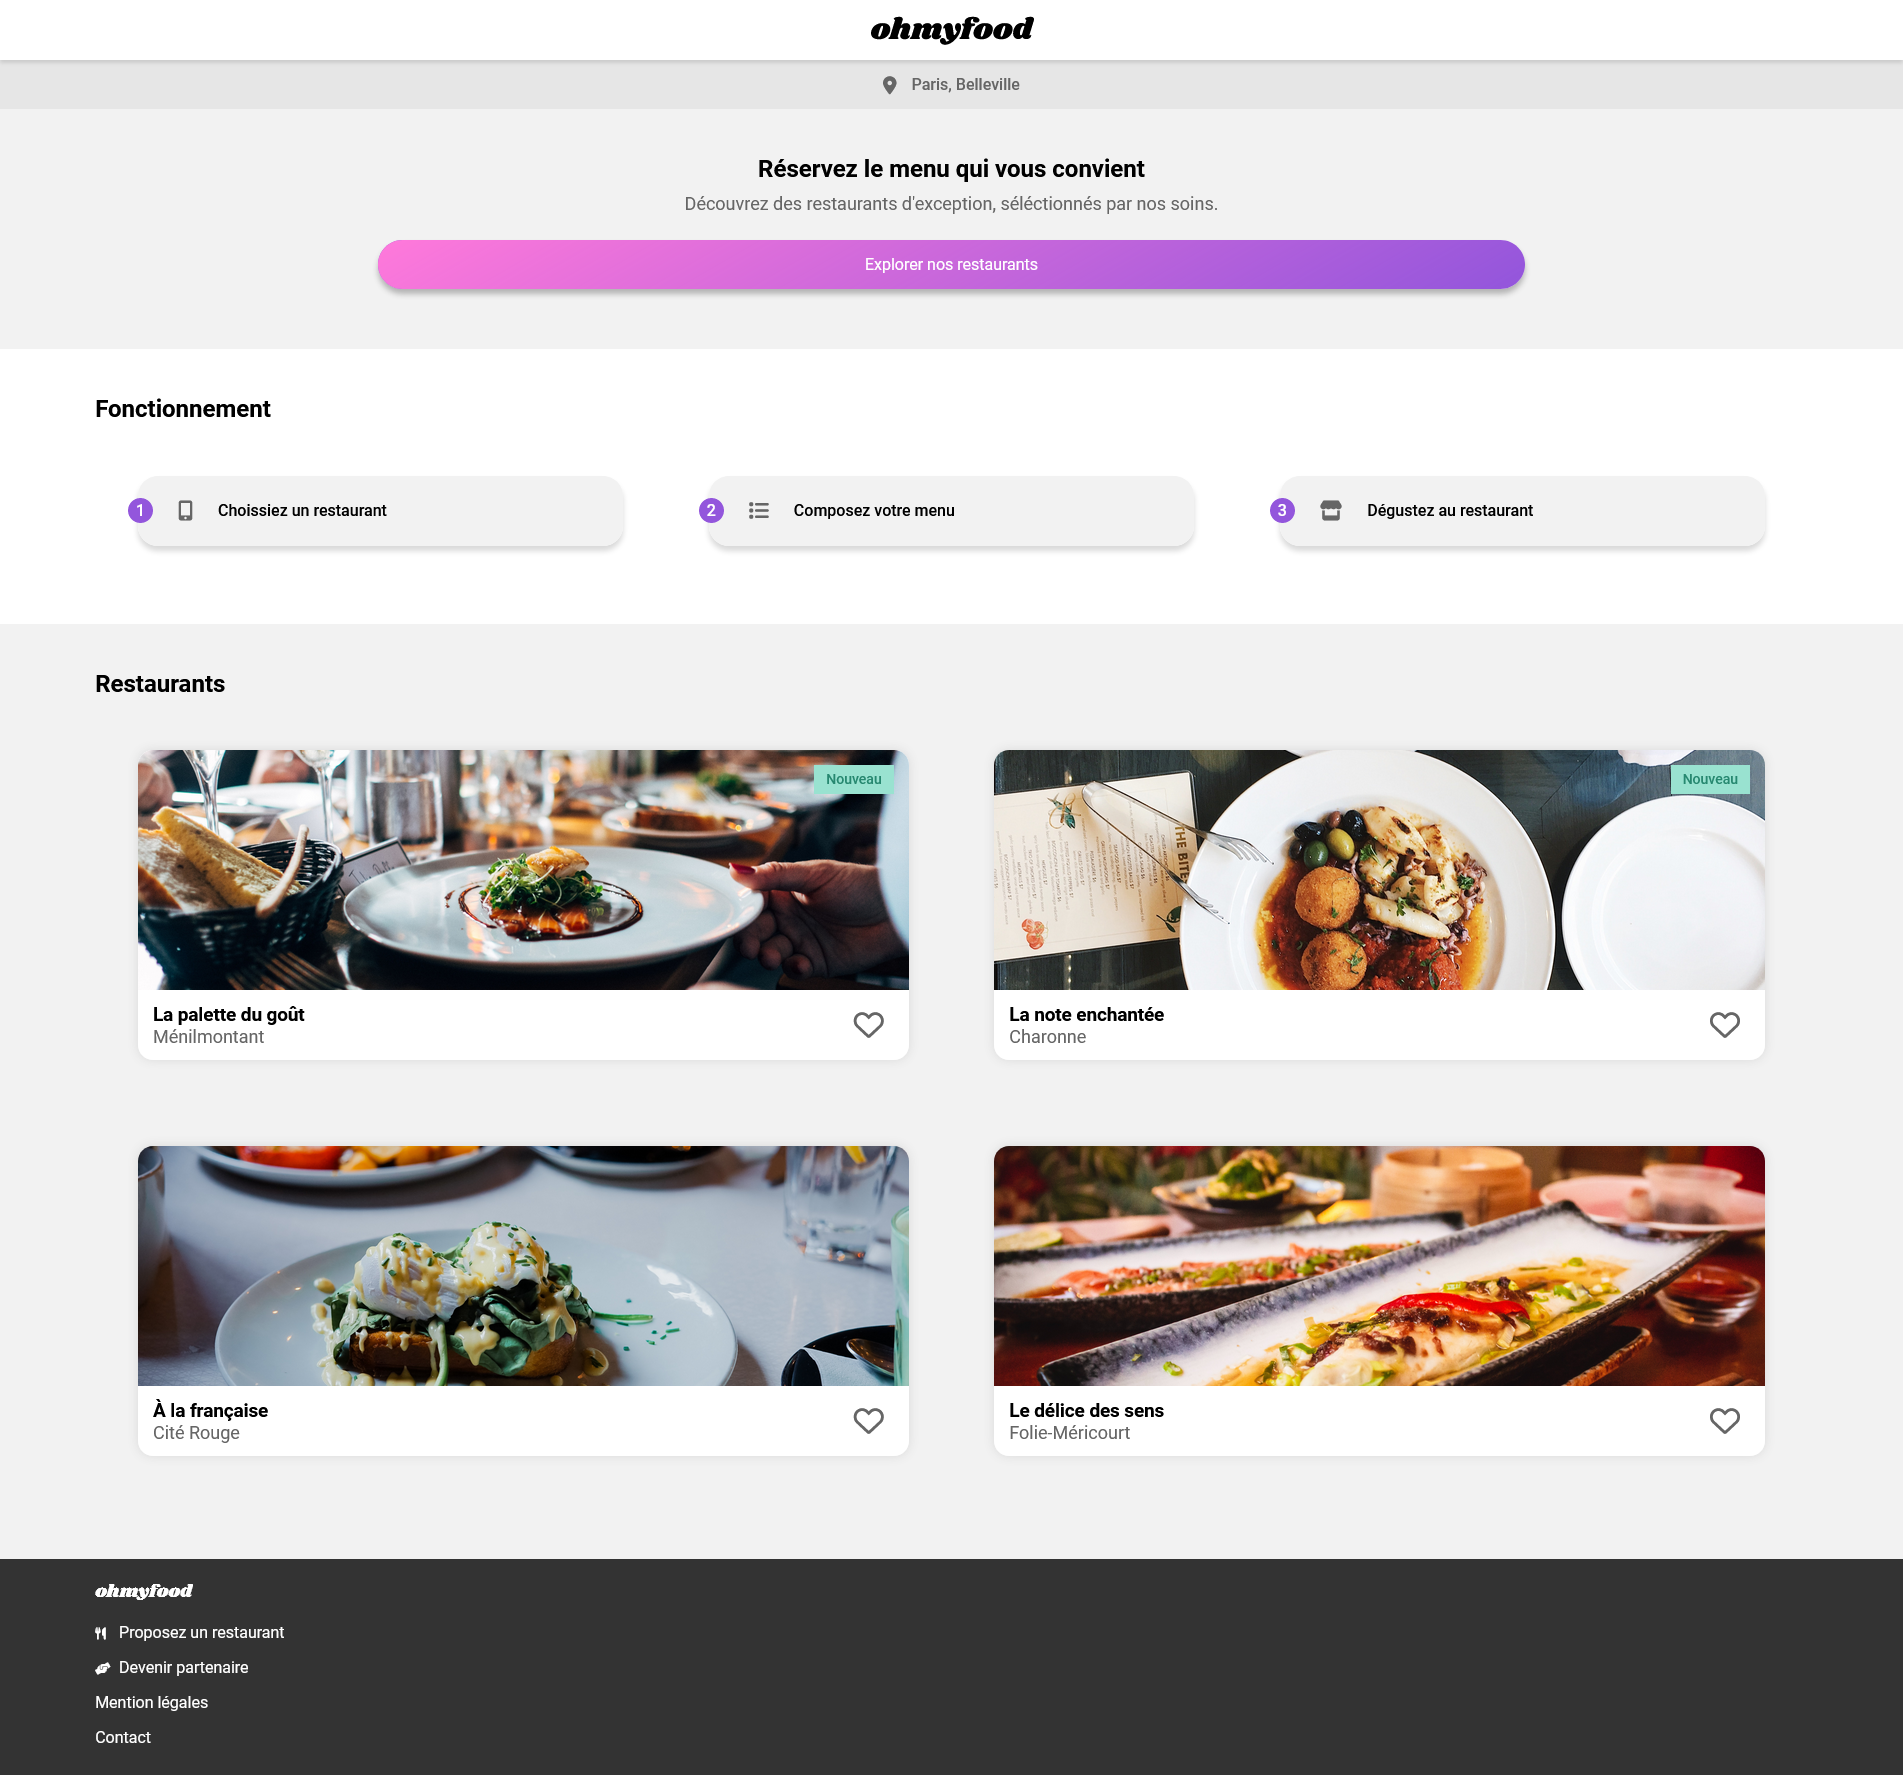 ohmyfood
Paris, Belleville
Réservez le menu qui vous convient
Découvrez des restaurants d'exception, séléctionnés par nos soins.
Explorer nos restaurants
Fonctionnement
1 Choissiez un restaurant
2 Composez votre menu
3 Dégustez au restaurant
Restaurants
Nouveau
THE BITE
Nouveau
La palette du goût
Ménilmontant
La note enchantée
Charonne
À la française
Cité Rouge
Le délice des sens
Folie-Méricourt
ohmyfood
Proposez un restaurant
Devenir partenaire
Mention légales
Contact